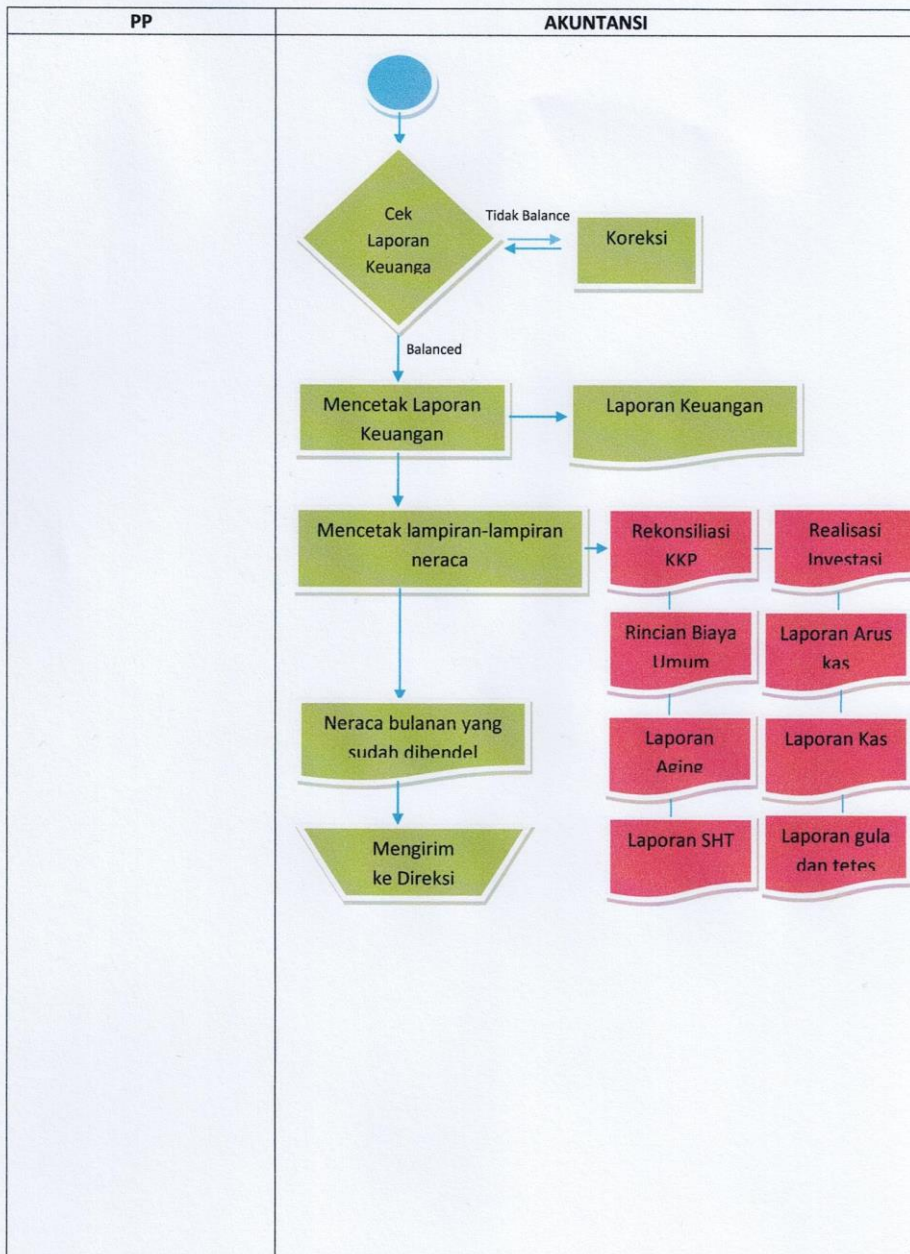 PP
AKUNTANSI
Cek
Laporan
Keuanga
Tidak Balance
Koreksi
Balanced
Mencetak Laporan
Keuangan
Laporan Keuangan
Mencetak lampiran-lampiran
neraca
Rekonsiliasi
KKP
Realisasi
Investasi
Rincian Biaya
Umum
Laporan Arus
kas
Neraca bulanan yang
sudah dibendel
Laporan
Aging
Laporan Kas
Mengirim
ke Direksi
Laporan SHT
Laporan gula
dan tetes